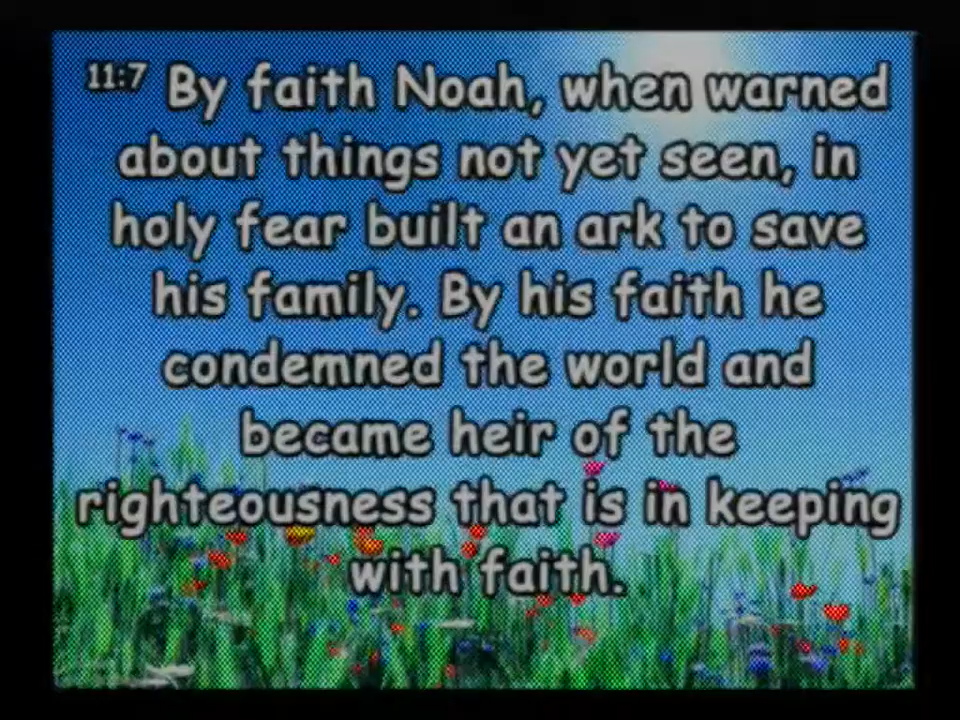 11:7 By faith Noah, when warned
about things not yet seen, in
holy fear built an ark to save
his family. By his faith he
condemned the world and
became heir of the
righteousness that is in keeping
with faith.